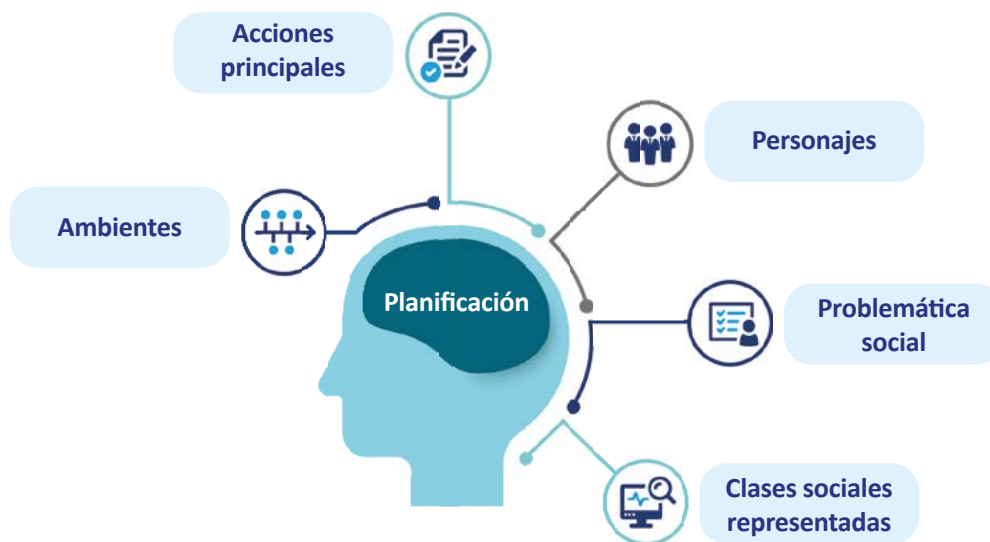 Acciones
principales
Personajes
Ambientes
Planificación
Problemática
social
Clases sociales
representadas